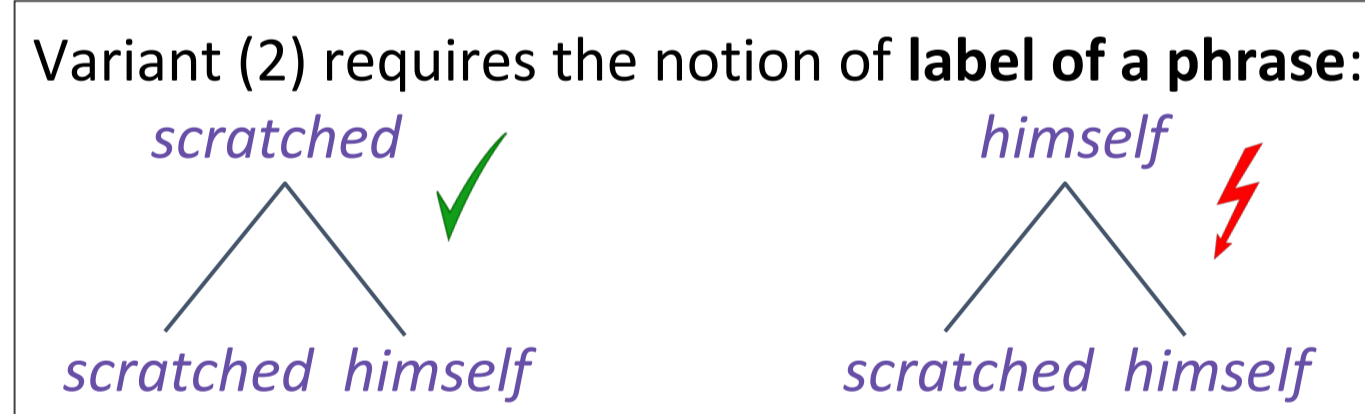 Variant (2) requires the notion of label of a phrase:
scratched himself
scratched himself scratched himself